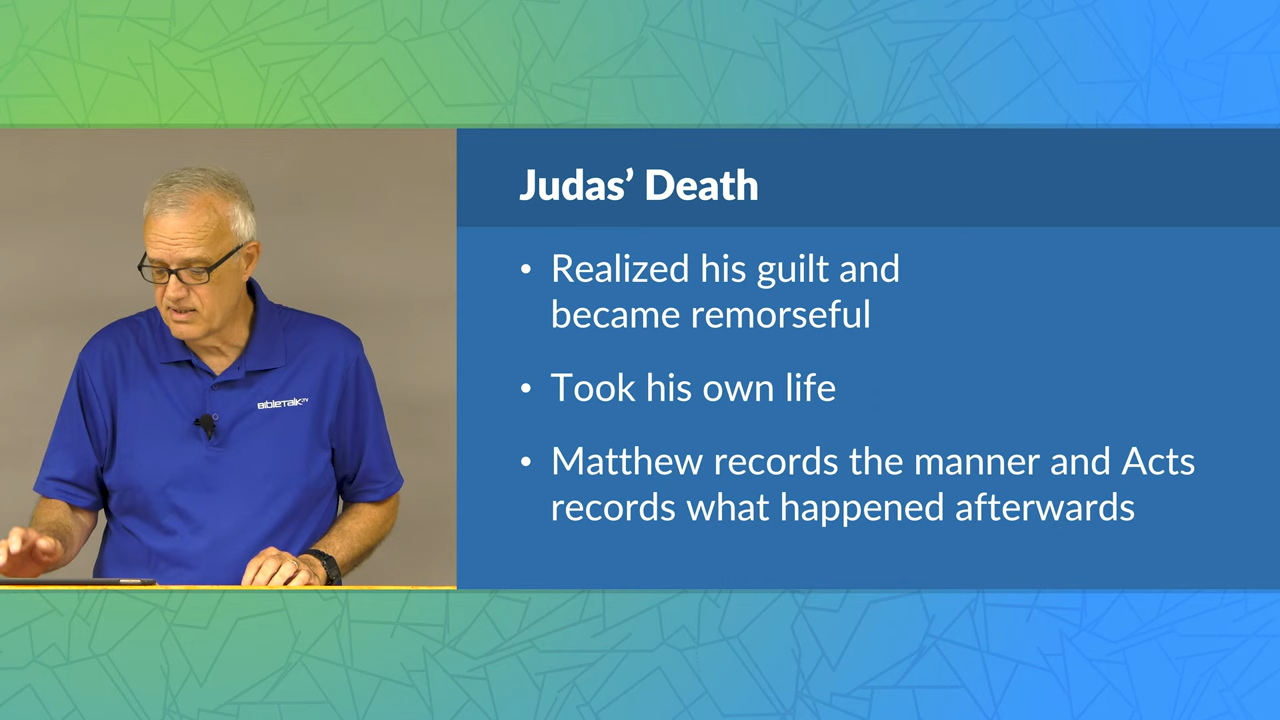 Judas’ Death
• Realized his guilt and
became remorseful
• Took his own life
• Matthew records the manner and Acts
records what happened afterwards
BibleTalk.TV